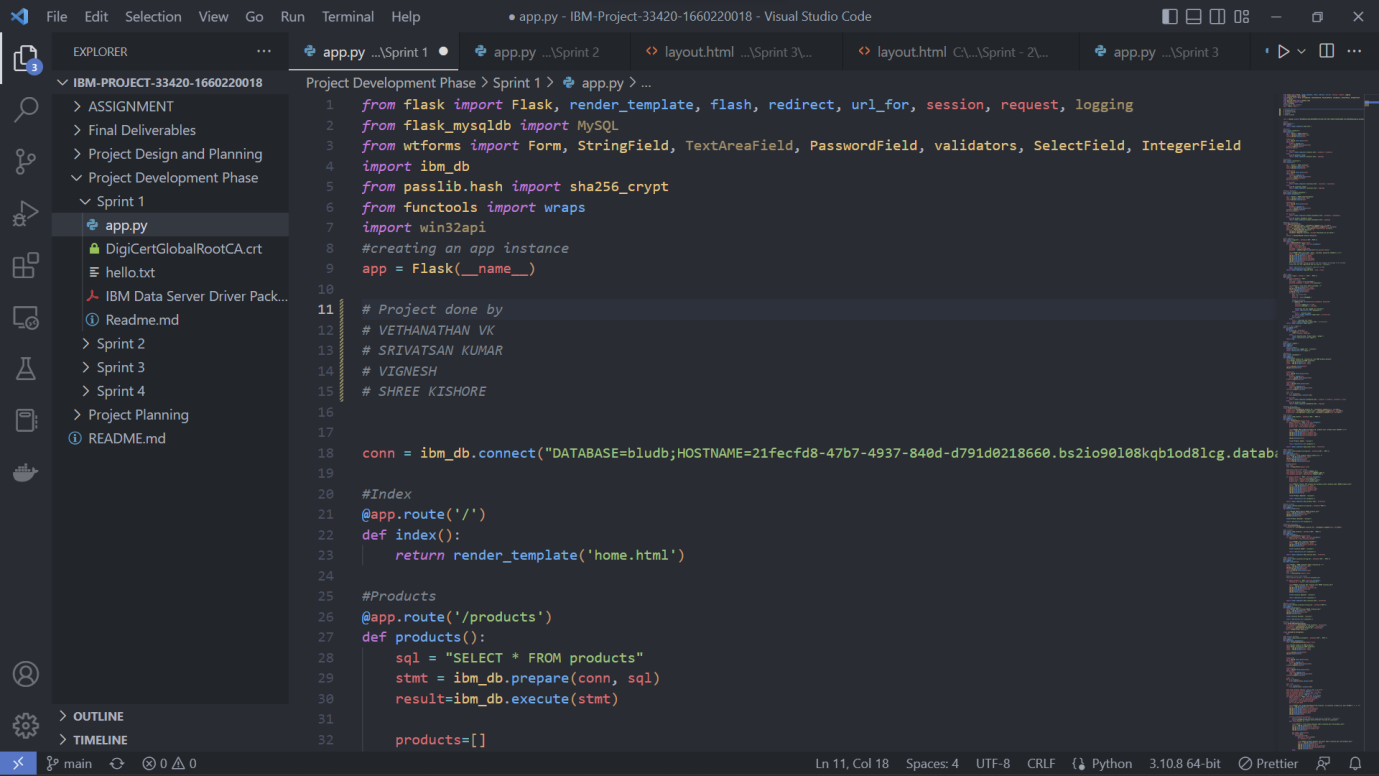 File Edit Selection View Go Run Terminal Help ● app.py - IBM-Project-33420-1660220018 - Visual Studio Code
EXPLORER ...
app.py ...\Sprint 1 ●
app.py ...\Sprint 2
layout.html ...\Sprint 3\...
layout.html C:\...\Sprint - 2\...
app.py ...\Sprint 3
Project Development Phase > Sprint 1 > app.py > ...
3
IBM-PROJECT-33420-1660220018
ASSIGNMENT
Final Deliverables
Project Design and Planning
Project Development Phase
Sprint 1
app.py
DigiCertGlobalRootCA.crt
hello.txt
IBM Data Server Driver Pack...
Readme.md
Sprint 2
Sprint 3
Sprint 4
Project Planning
README.md
OUTLINE
TIMELINE
1 from flask import Flask, render_template, flash, redirect, url_for, session, request, logging
2 from flask_mysqldb import MySQL
3 from wtforms import Form, StringField, TextAreaField, PasswordField, validators, SelectField, IntegerField
4 import ibm_db
5 from passlib.hash import sha256_crypt
6 from functools import wraps
7 import win32api
8 #creating an app instance
9 app = Flask(__name__)
10
11 # Project done by
12 # VETHANATHAN VK
13 # SRIVATSAN KUMAR
14 # VIGNESH
15 # SHREE KISHORE
16
17
18 conn = ibm_db.connect("DATABASE=bludb;HOSTNAME=21fecfd8-47b7-4937-840d-d791d0218660.bs2io90l08kqb1od8lcg.databa
19
20 #Index
21 @app.route('/')
22 def index():
23 return render_template('home.html')
24
25 #Products
26 @app.route('/products')
27 def products():
28 sql = "SELECT * FROM products"
29 stmt = ibm_db.prepare(conn, sql)
30 result=ibm_db.execute(stmt)
31
32 products=[]
main 0 0 Ln 11, Col 18 Spaces: 4 UTF-8 CRLF Python 3.10.8 64-bit Prettier